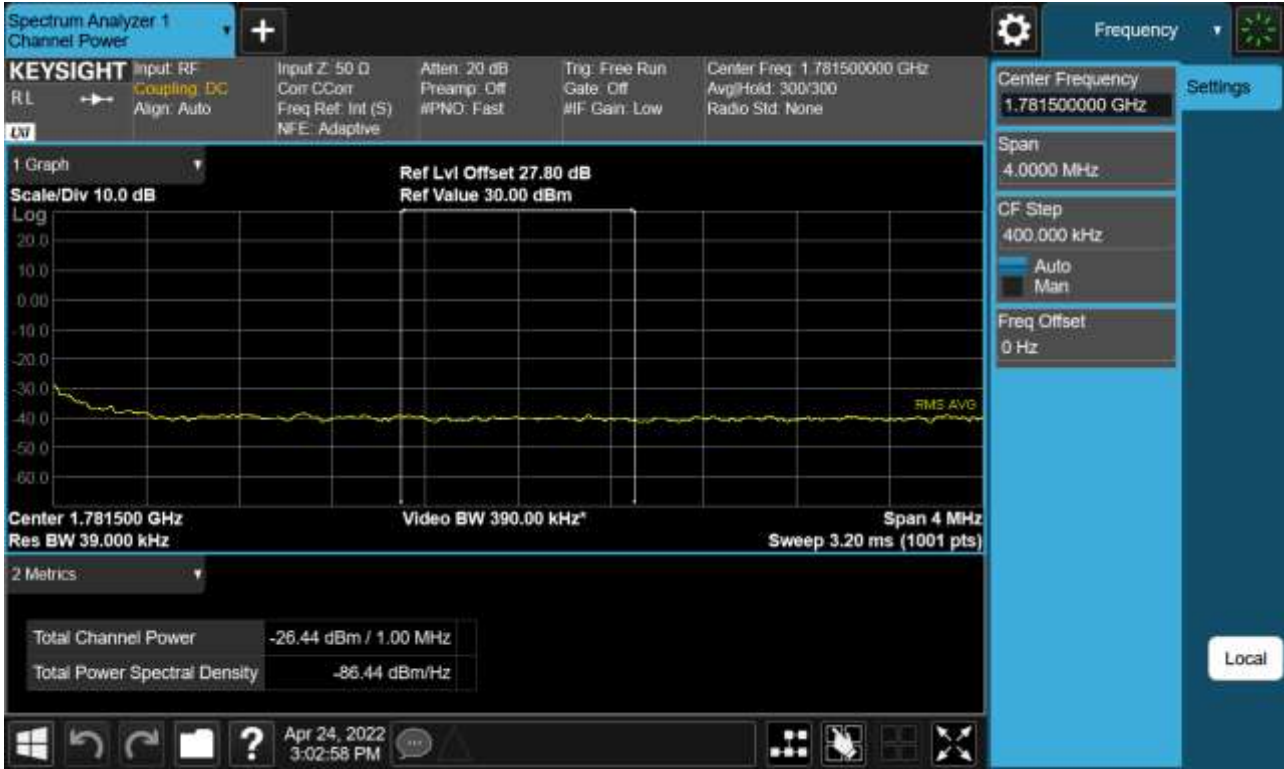 Spectrum Analyzer 1
Channel Power
+
Frequency
KEYSIGHT
RL
LXI
Input: RF
Coupling: DC
Align: Auto
Input Z: 50 Ω
Corr CCorr
Freq Ref: Int (S)
NFE: Adaptive
Atten: 20 dB
Preamp: Off
#PNO: Fast
Trig: Free Run
Gate: Off
#IF Gain: Low
Center Freq: 1.781500000 GHz
Avg|Hold: 300/300
Radio Std: None
Center Frequency
1.781500000 GHz
Settings
Span
4.0000 MHz
CF Step
400.000 kHz
Auto
Man
Freq Offset
0 Hz
Local
1 Graph
Scale/Div 10.0 dB
Ref Lvl Offset 27.80 dB
Ref Value 30.00 dBm
Log
20.0
10.0
0.00
-10.0
-20.0
-30.0
-40.0
-50.0
-60.0
RMS AVG
Center 1.781500 GHz
Video BW 390.00 kHz*
Span 4 MHz
Res BW 39.000 kHz
Sweep 3.20 ms (1001 pts)
2 Metrics
Total Channel Power -26.44 dBm / 1.00 MHz
Total Power Spectral Density -86.44 dBm/Hz
?
Apr 24, 2022
3:02:58 PM